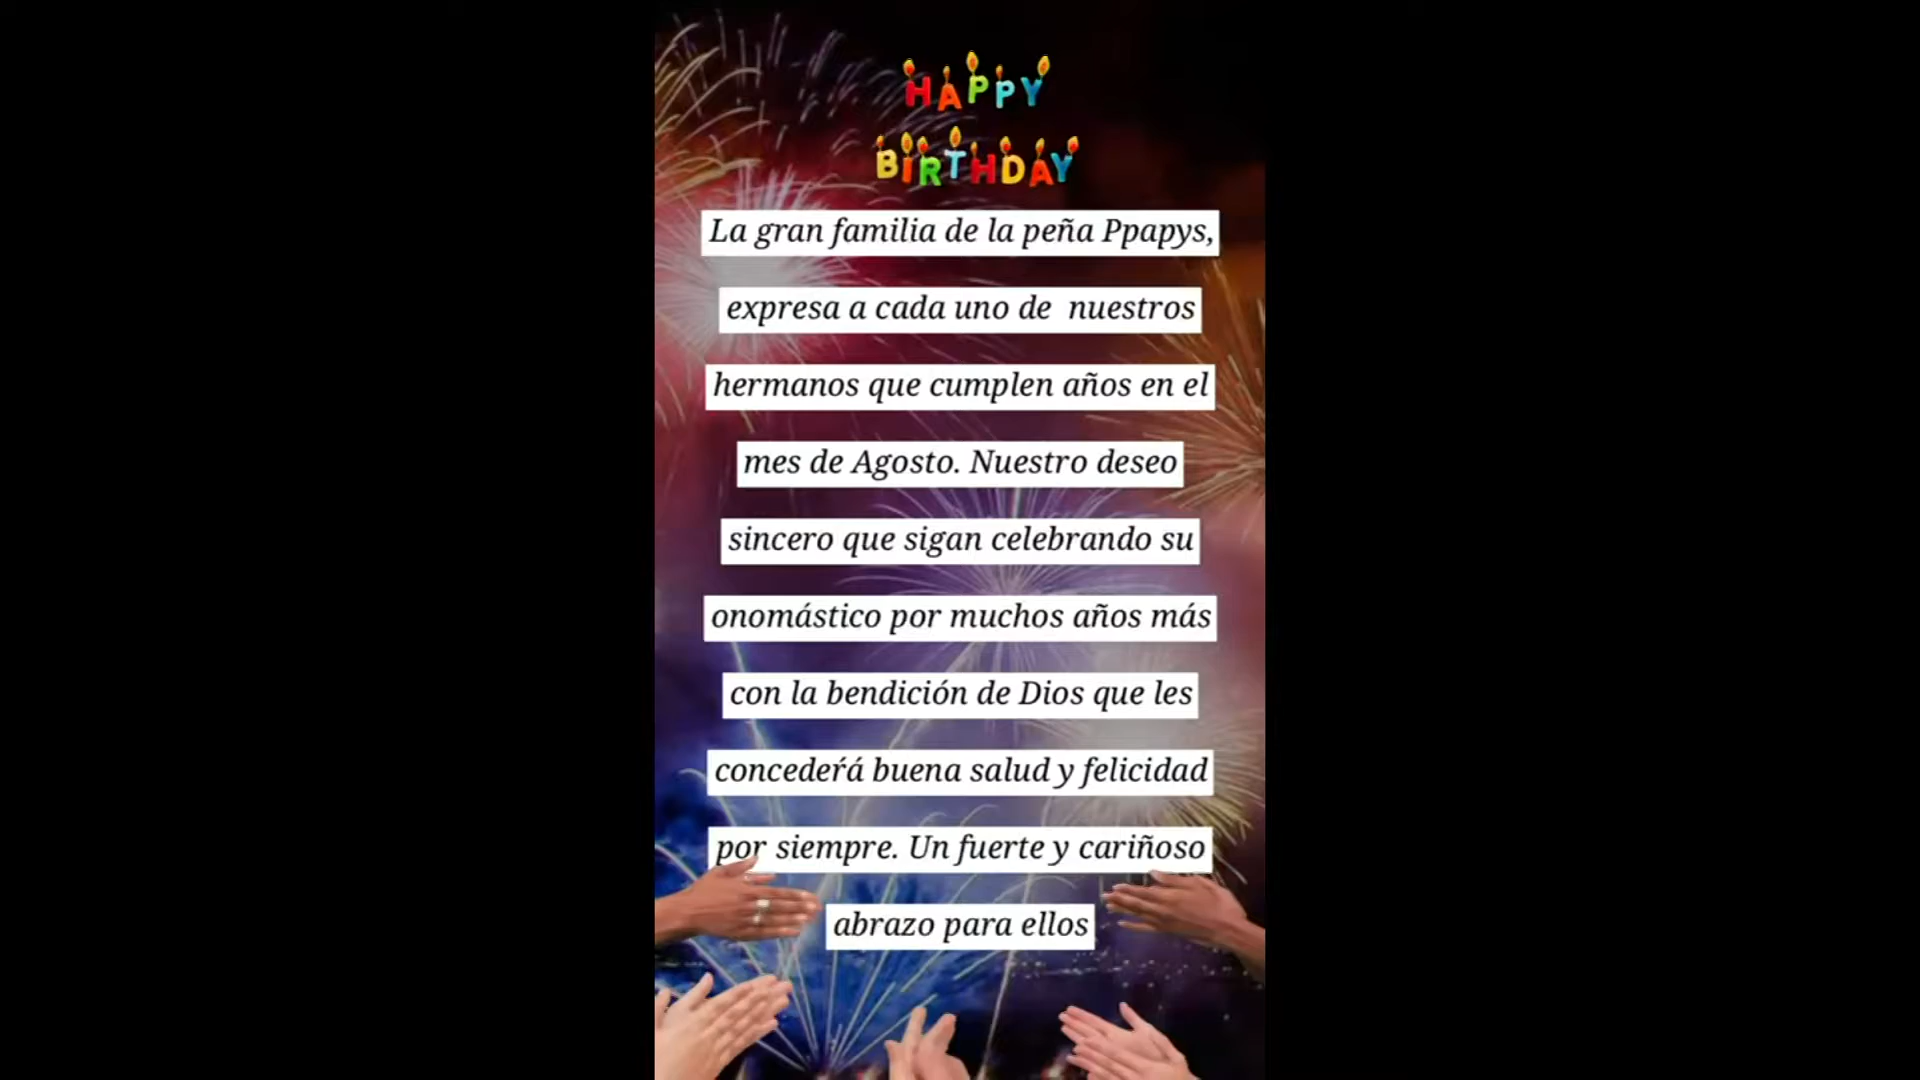 HAPPY
BIRTHDAY
La gran familia de la peña Ppapys,
expresa a cada uno de  nuestros
hermanos que cumplen años en el
mes de Agosto. Nuestro deseo
sincero que sigan celebrando su
onomástico por muchos años más
con la bendición de Dios que les
concedeŕá buena salud y felicidad
por siempre. Un fuerte y cariñoso
abrazo para ellos